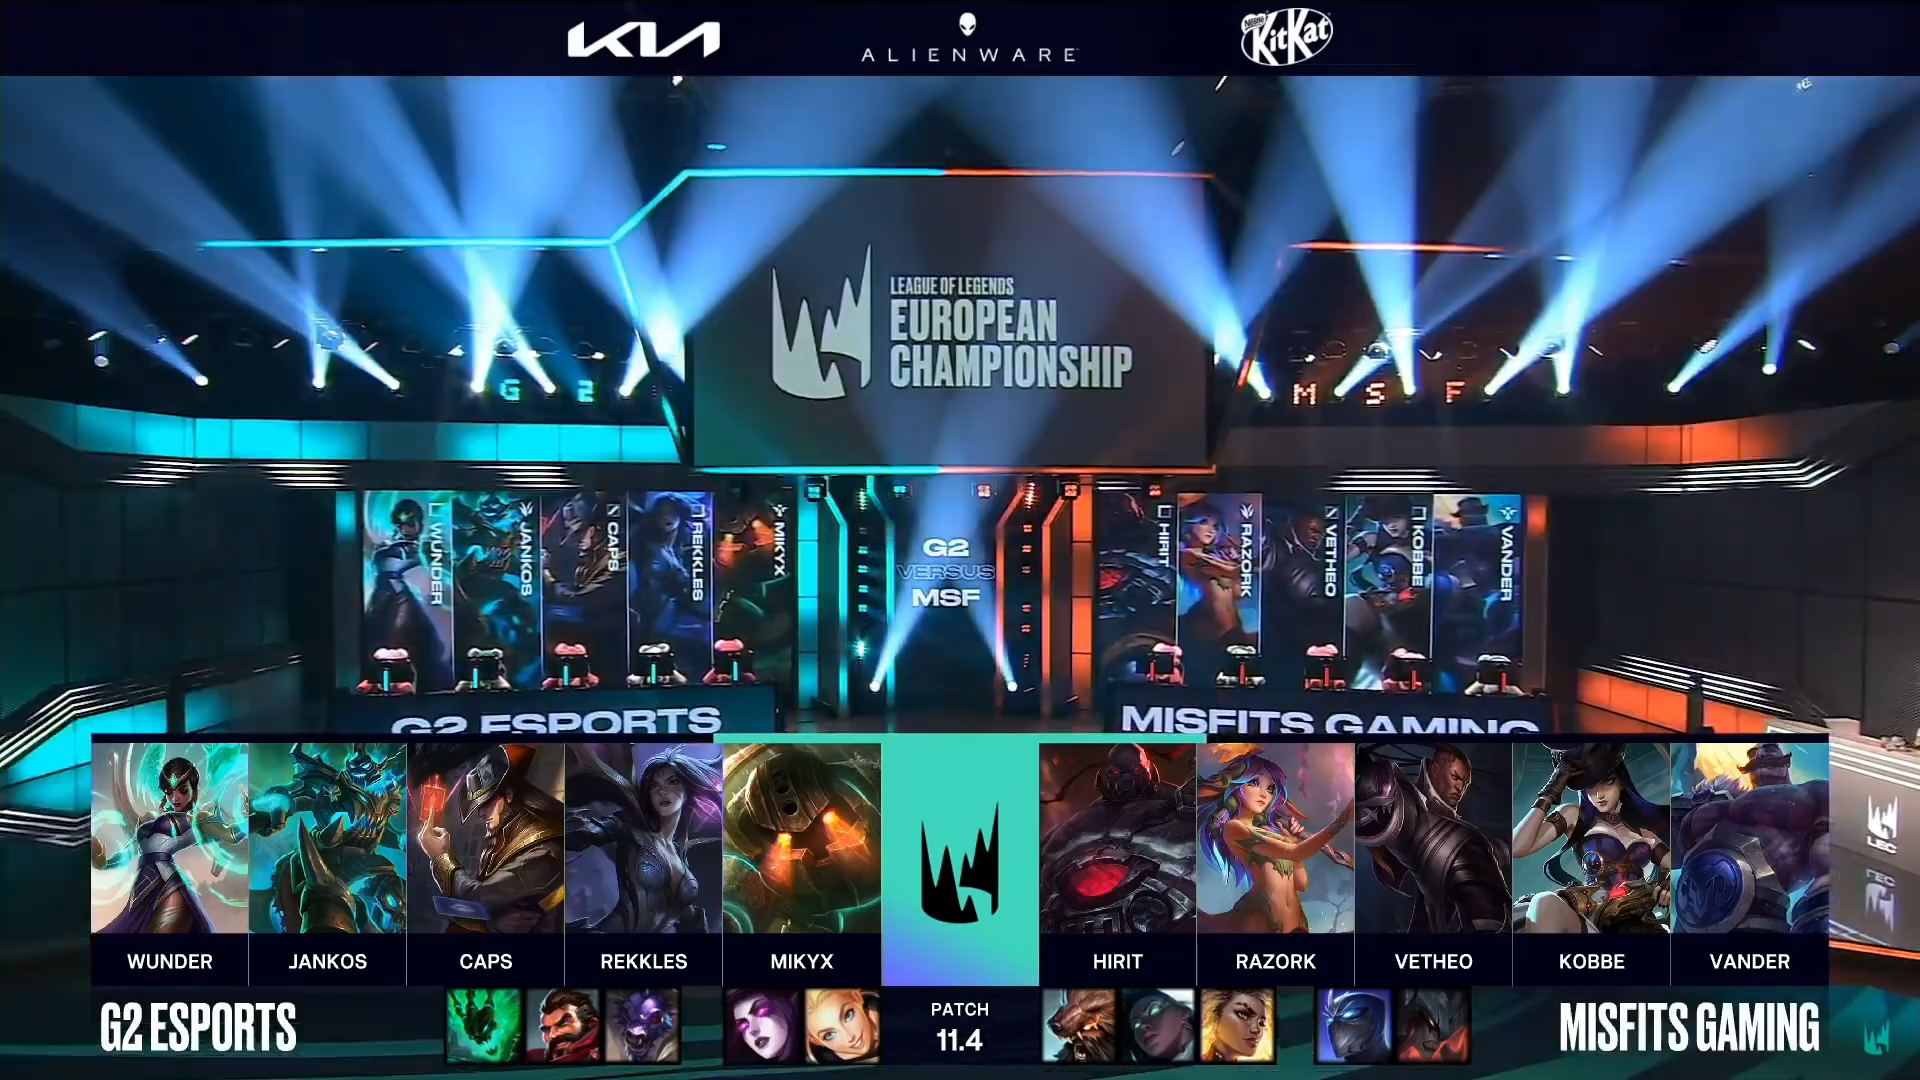 KIA
ALIENWARE
Nestlé
KitKat
LEAGUE OF LEGENDS
EUROPEAN
CHAMPIONSHIP
G 2
M S F
WUNDER
JANKOS
CAPS
REKKLES
MIKYX
G2
VERSUS
MSF
HIRIT
RAZORK
VETHEO
KOBBE
VANDER
G2 ESPORTS
MISFITS GAMING
LEC
WUNDER
JANKOS
CAPS
REKKLES
MIKYX
HIRIT
RAZORK
VETHEO
KOBBE
VANDER
G2 ESPORTS
PATCH
11.4
MISFITS GAMING